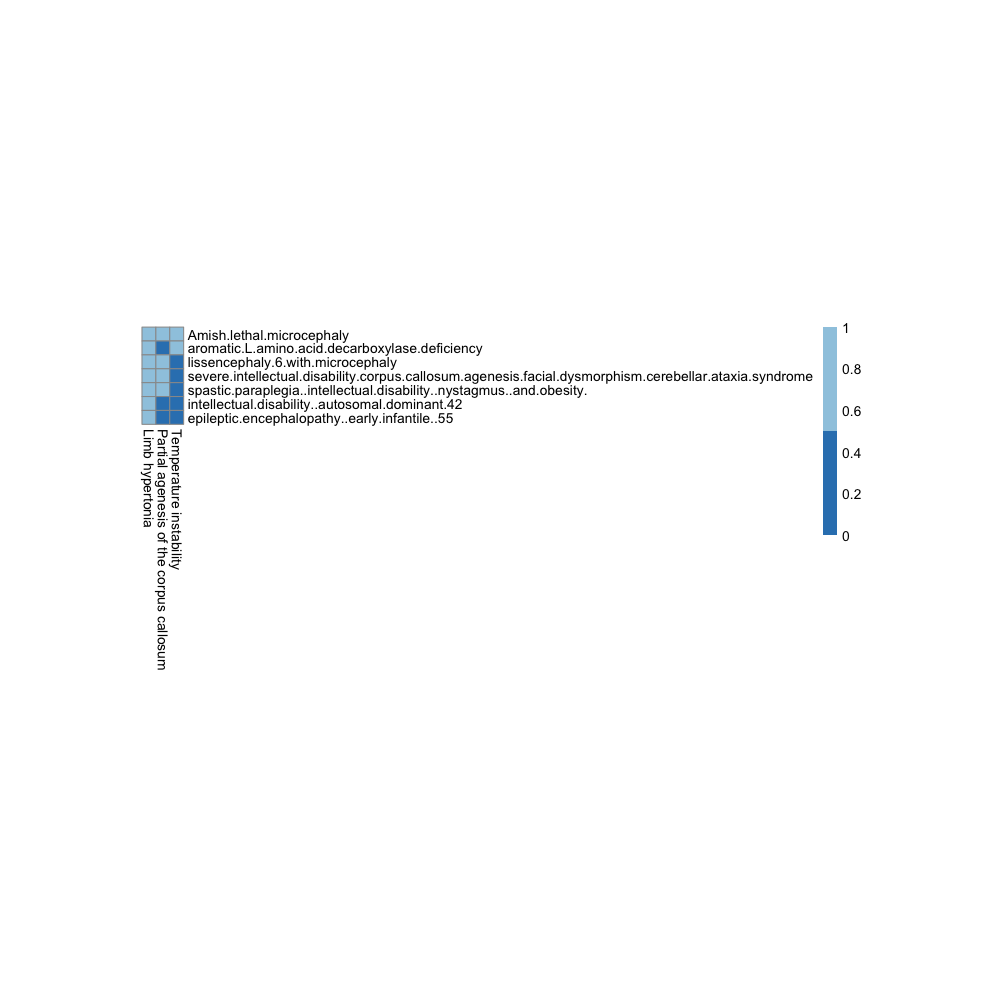 Amish.lethal.microcephaly
aromatic.L.amino.acid.decarboxylase.deficiency
lissencephaly.6.with.microcephaly
severe.intellectual.disability.corpus.callosum.agenesis.facial.dysmorphism.cerebellar.ataxia.syndrome
spastic.paraplegia..intellectual.disability..nystagmus..and.obesity.
intellectual.disability..autosomal.dominant.42
epileptic.encephalopathy..early.infantile..55
Limb hypertonia
Partial agenesis of the corpus callosum
Temperature instability
1
0.8
0.6
0.4
0.2
0